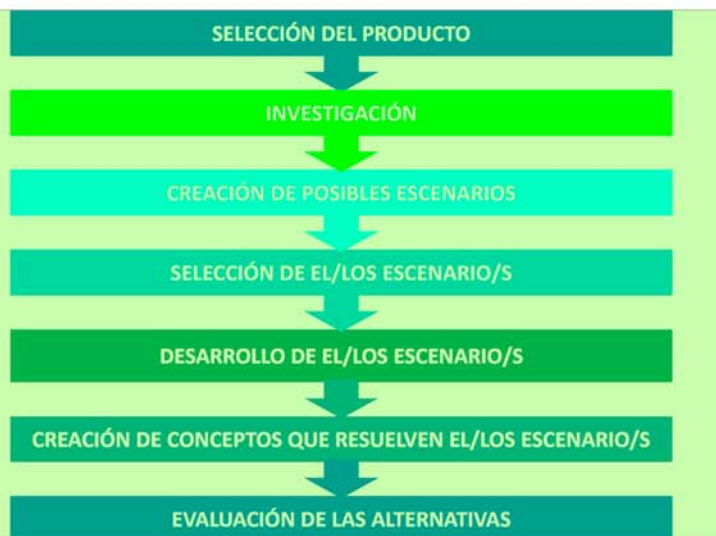 SELECCIÓN DEL PRODUCTO
INVESTIGACIÓN
CREACIÓN DE POSIBLES ESCENARIOS
SELECCIÓN DE EL/LOS ESCENARIO/S
DESARROLLO DE EL/LOS ESCENARIO/S
CREACIÓN DE CONCEPTOS QUE RESUELVEN EL/LOS ESCENARIO/S
EVALUACIÓN DE LAS ALTERNATIVAS